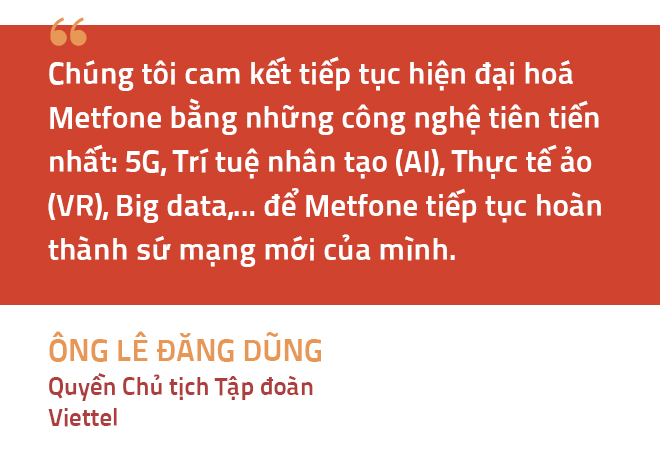 “
Chúng tôi cam kết tiếp tục hiện đại hoá
Metfone bằng những công nghệ tiên tiến
nhất: 5G, Trí tuệ nhân tạo (AI), Thực tế ảo
(VR), Big data,... để Metfone tiếp tục hoàn
thành sứ mạng mới của mình.
ÔNG LÊ ĐĂNG DŨNG
Quyền Chủ tịch Tập đoàn
Viettel